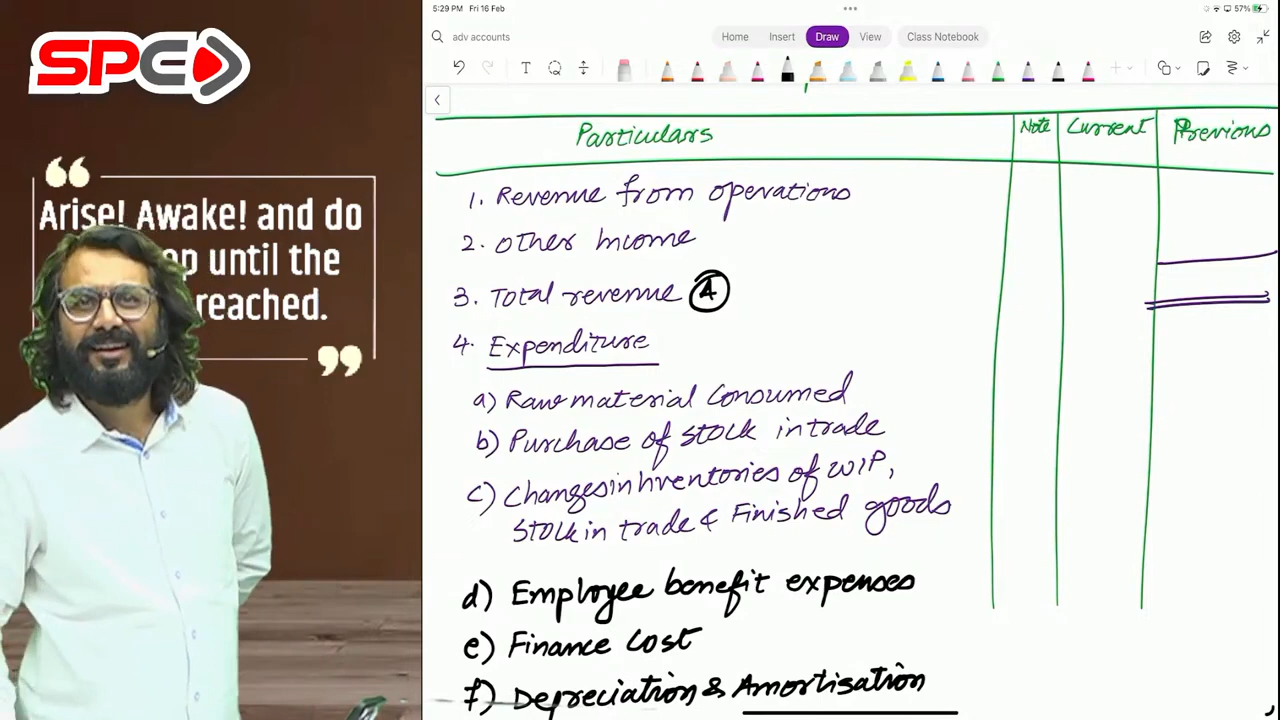 5:29 PM Fri 16 Feb
57%
SPE
adv accounts
Home Insert Draw View Class Notebook
“
Arise! Awake! and do
op until the
reached.
”
Particulars Note Current Previous
1. Revenue from operations
2. Other Income
3. Total revenue A
4. Expenditure
a) Raw material Consumed
b) Purchase of Stock in trade
c) Changes in Inventories of WIP,
Stock in trade & Finished goods
d) Employee benefit expenses
e) Finance Cost
f) Depreciation & Amortisation